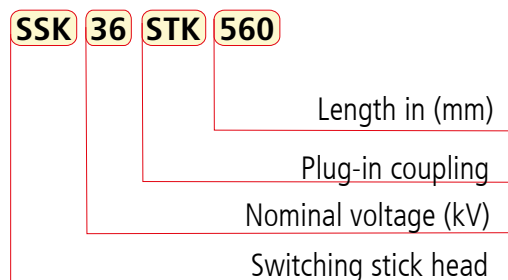 SSK 36 STK 560
Length in (mm)
Plug-in coupling
Nominal voltage (kV)
Switching stick head